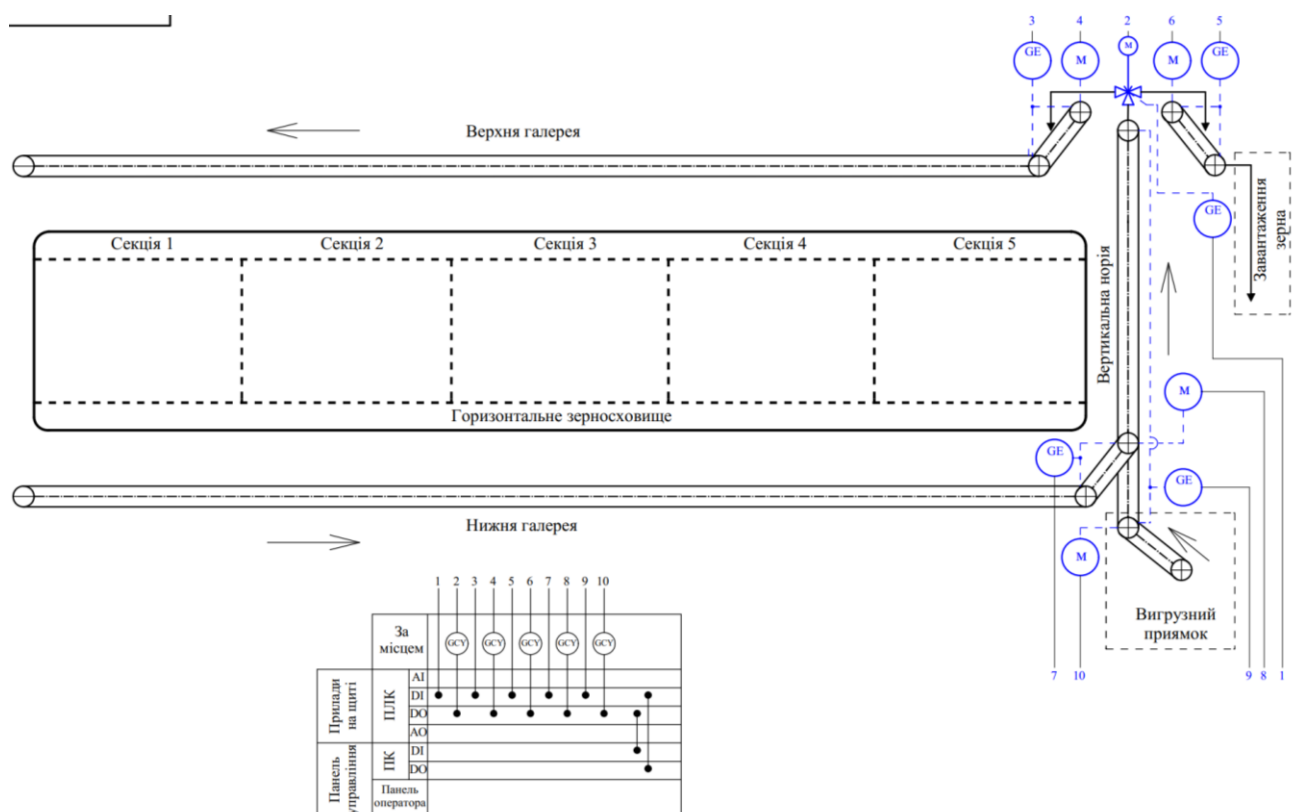 3 4 2 6 5
GE M M M GE
Верхня галерея
GE
Завантаження
зерна
Секція 1 Секція 2 Секція 3 Секція 4 Секція 5
Вертикальна норія
M
Горизонтальне зерносховище
GE
GE
Нижня галерея
M
Вигрузний
приямок
1 2 3 4 5 6 7 8 9 10
За
місцем
GCY GCY GCY GCY GCY
7 10 9 8 1
Прилади
на щиті
ПЛК
AI
DI
DO
AO
Панель
управління
ПК
DI
DO
Панель
оператора